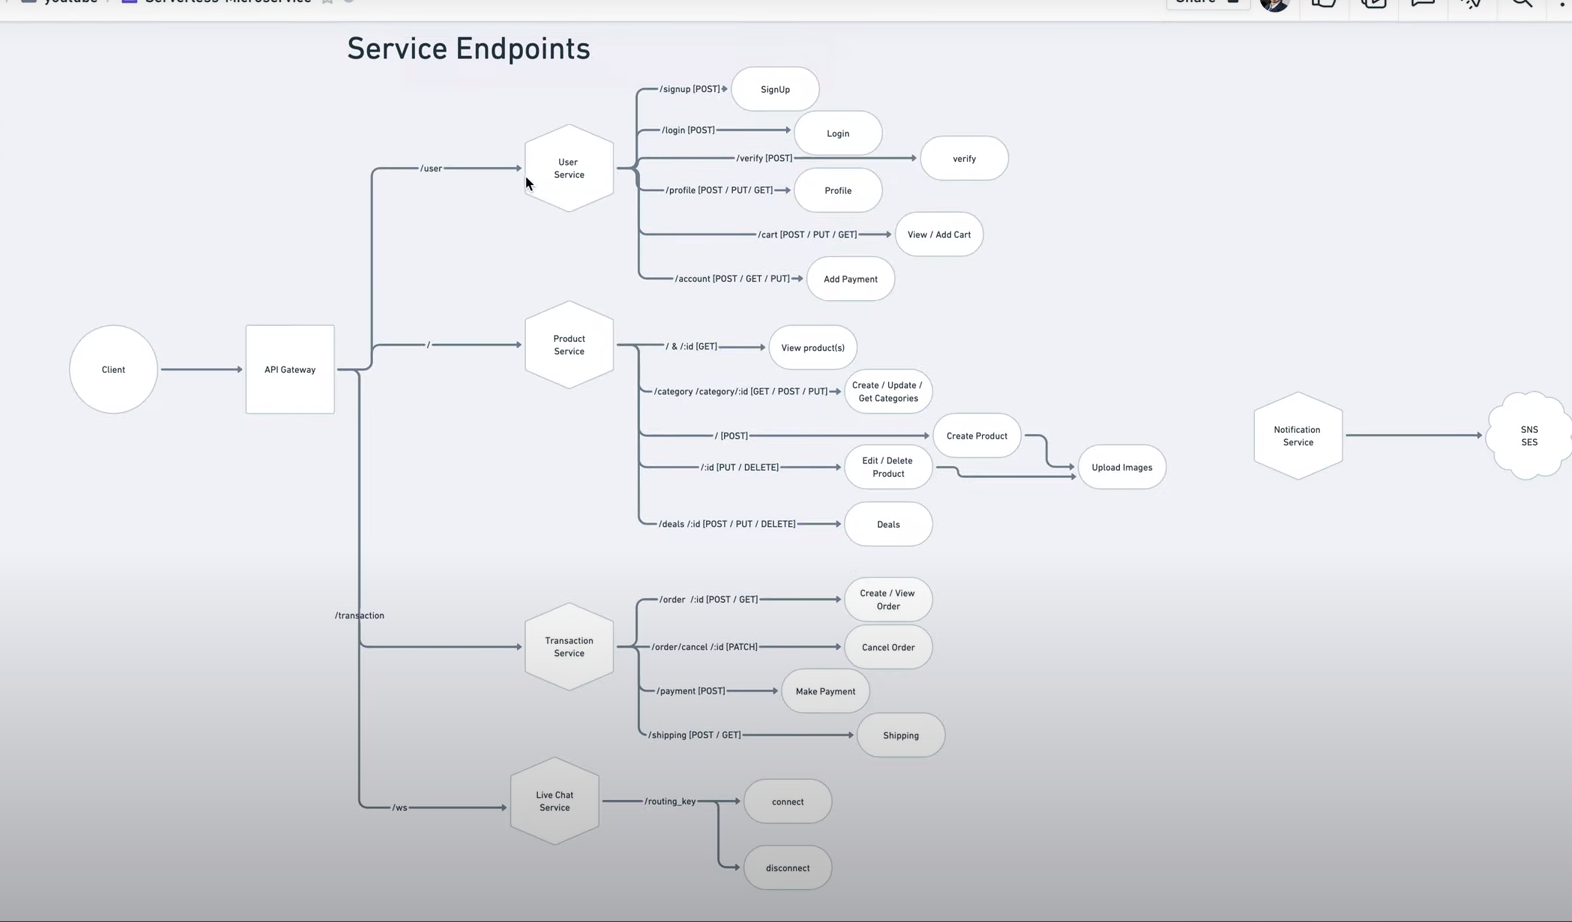 youtube
Serverless-Microservice
Share
Service Endpoints
/signup [POST]
SignUp
/login [POST]
Login
/verify [POST]
verify
/user
User
Service
/profile [POST / PUT/ GET]
Profile
/cart [POST / PUT / GET]
View / Add Cart
/account [POST / GET / PUT]
Add Payment
Client
API Gateway
/
Product
Service
/ & /:id [GET]
View product(s)
/category /category/:id [GET / POST / PUT]
Create / Update /
Get Categories
/ [POST]
Create Product
/:id [PUT / DELETE]
Edit / Delete
Product
Upload Images
/deals /:id [POST / PUT / DELETE]
Deals
Notification
Service
SNS
SES
/transaction
Transaction
Service
/order /:id [POST / GET]
Create / View
Order
/order/cancel /:id [PATCH]
Cancel Order
/payment [POST]
Make Payment
/shipping [POST / GET]
Shipping
/ws
Live Chat
Service
/routing_key
connect
disconnect